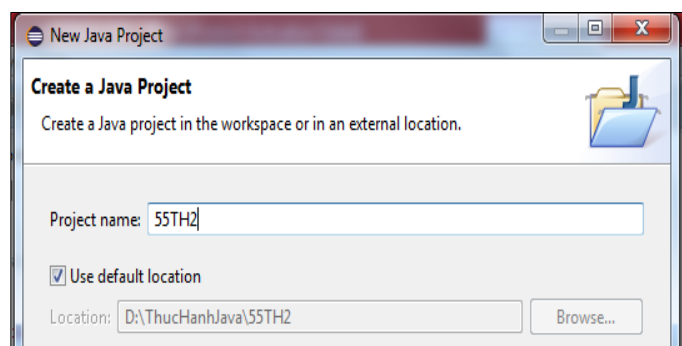 New Java Project
Create a Java Project
Create a Java project in the workspace or in an external location.
Project name: 55TH2
Use default location
Location: D:\ThucHanhJava\55TH2 Browse...